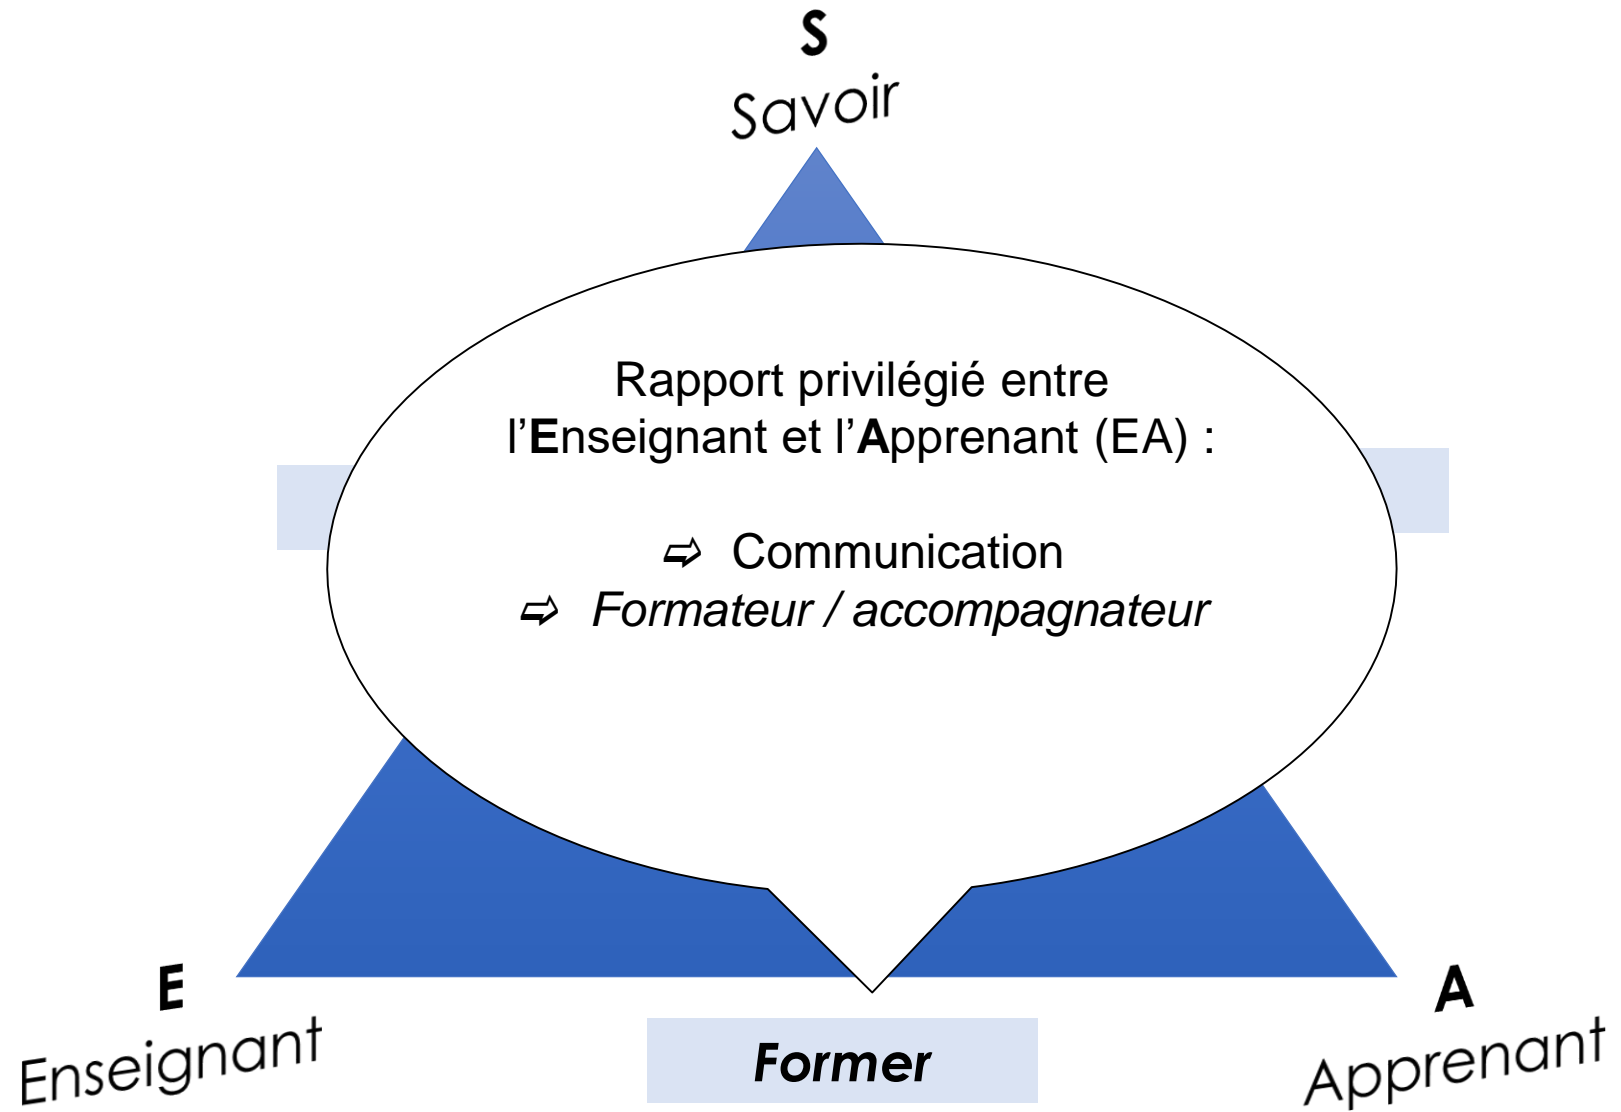 S
Savoir
Rapport privilégié entre
l’Enseignant et l’Apprenant (EA) :
➯ Communication
➯ Formateur / accompagnateur
E
Enseignant
Former
A
Apprenant